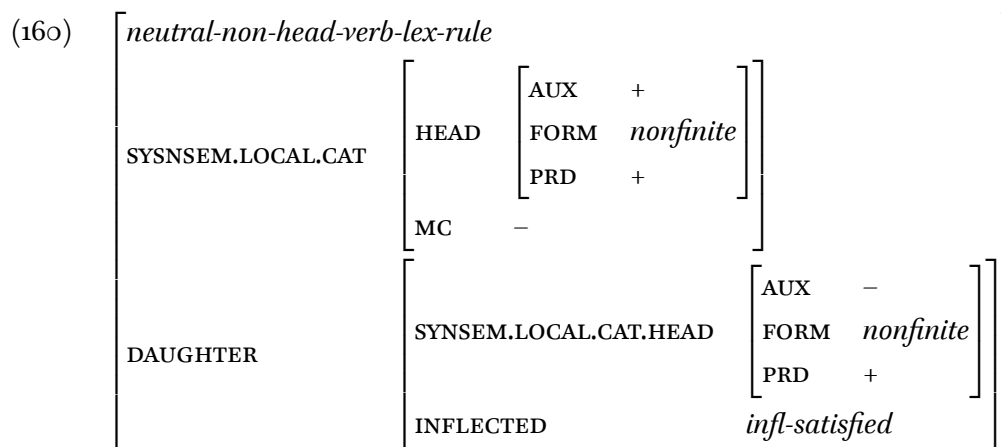 (160) neutral-non-head-verb-lex-rule
AUX +
HEAD FORM nonfinite
SYSNSEM.LOCAL.CAT
PRD +
MC –
AUX –
SYNSEM.LOCAL.CAT.HEAD FORM nonfinite
DAUGHTER
PRD +
INFLECTED infl-satisfied